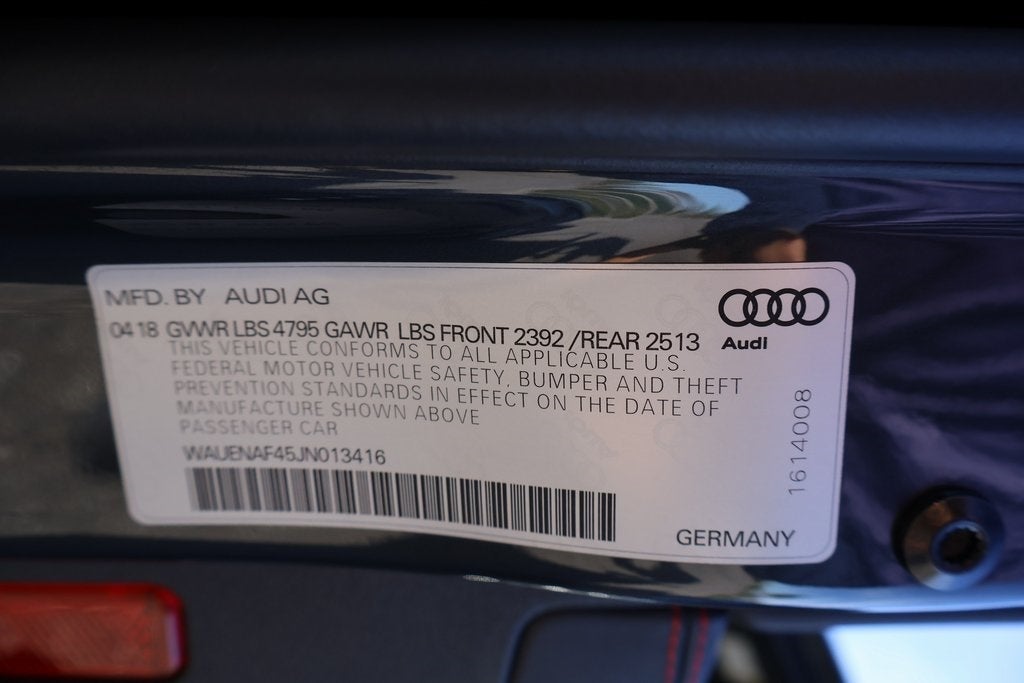 MFD. BY AUDI AG
04 18 GVWR LBS 4795 GAWR LBS FRONT 2392 /REAR 2513
Audi
THIS VEHICLE CONFORMS TO ALL APPLICABLE U.S.
FEDERAL MOTOR VEHICLE SAFETY, BUMPER AND THEFT
PREVENTION STANDARDS IN EFFECT ON THE DATE OF
MANUFACTURE SHOWN ABOVE
PASSENGER CAR
WAUENAF45JN013416
1614008
GERMANY